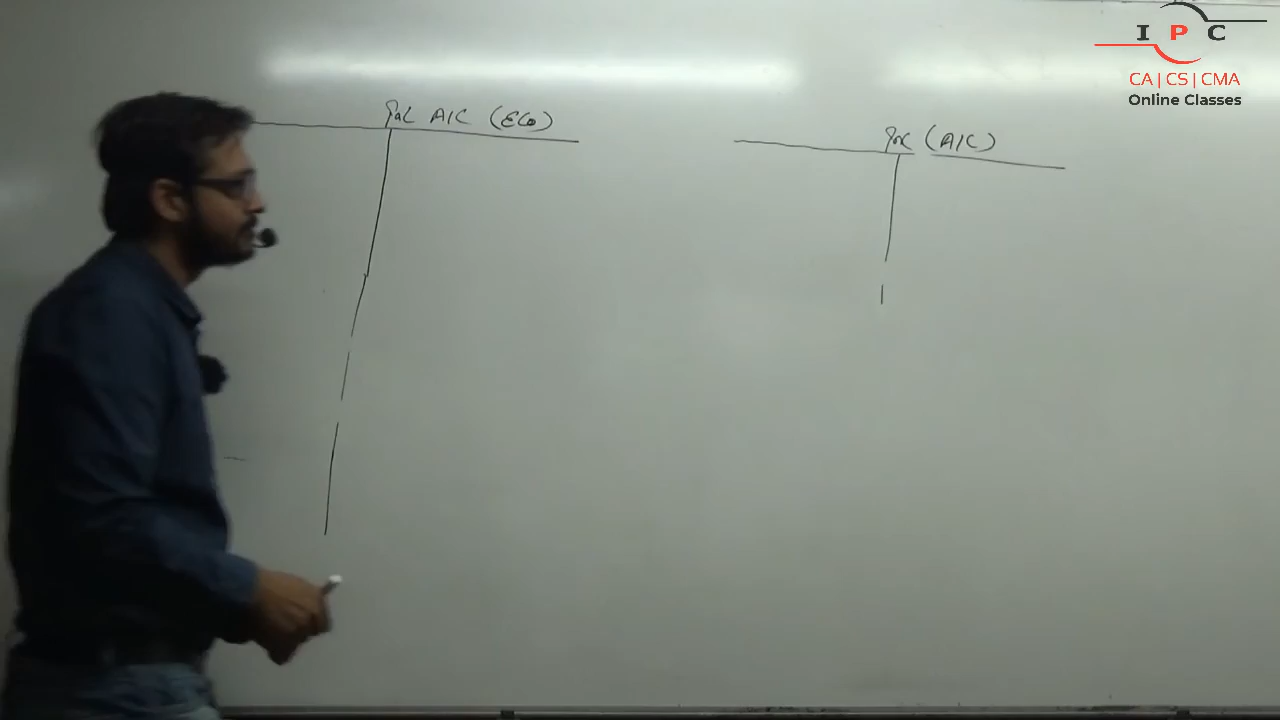 I P C
CA | CS | CMA
Online Classes
A/C (ECo)
(A/C)